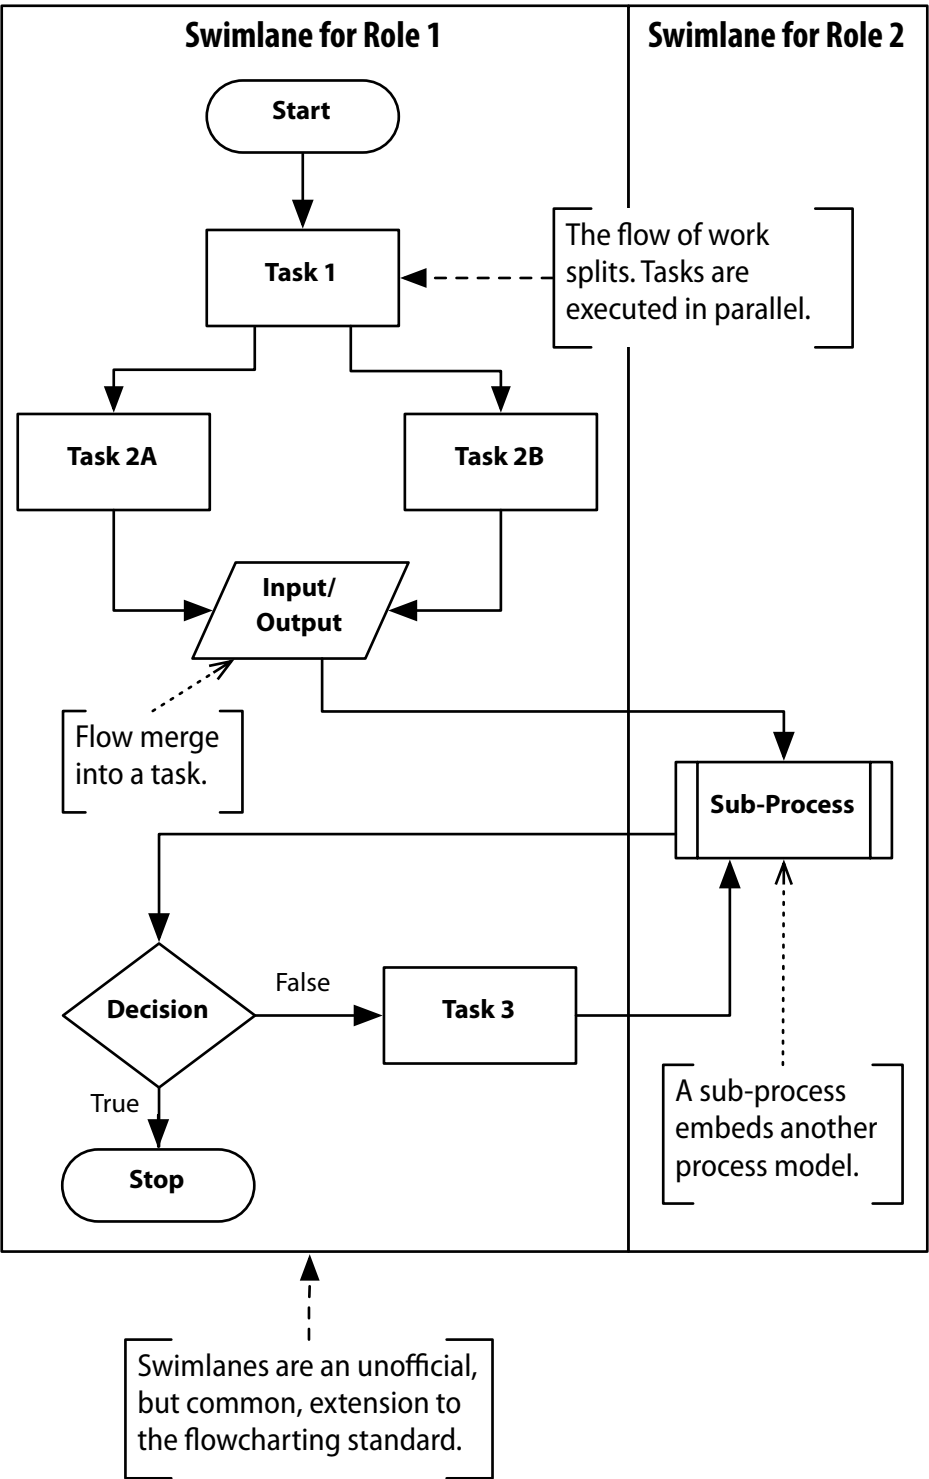 Swimlane for Role 1
Swimlane for Role 2
Start
Task 1
The flow of work
splits. Tasks are
executed in parallel.
Task 2A
Task 2B
Input/
Output
Flow merge
into a task.
Sub-Process
Decision
False
Task 3
True
Stop
A sub-process
embeds another
process model.
Swimlanes are an unofficial,
but common, extension to
the flowcharting standard.